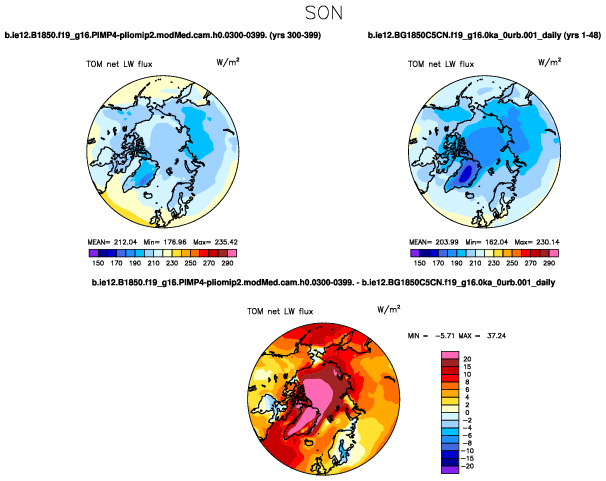 SON
b.ie12.B1850.f19_g16.PIMP4-pliomip2.modMed.cam.h0.0300-0399. (yrs 300-399)
b.ie12.BG1850C5CN.f19_g16.0ka_0urb.001_daily (yrs 1-48)
TOM net LW flux W/m²
TOM net LW flux W/m²
MEAN= 212.04 Min= 176.96 Max= 235.42
MEAN= 203.99 Min= 162.04 Max= 230.14
150 170 190 210 230 250 270 290
150 170 190 210 230 250 270 290
b.ie12.B1850.f19_g16.PIMP4-pliomip2.modMed.cam.h0.0300-0399. - b.ie12.BG1850C5CN.f19_g16.0ka_0urb.001_daily
TOM net LW flux W/m²
MIN = -5.71 MAX = 37.24
20
15
10
8
6
4
2
0
-2
-4
-6
-8
-10
-15
-20